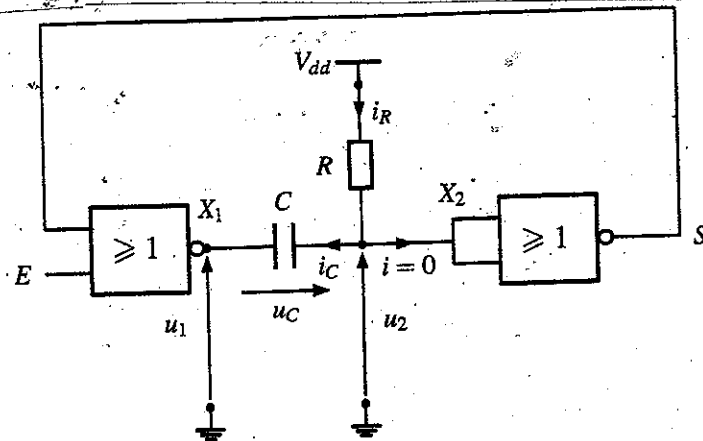 V_dd
i_R
R
X_1
C
X_2
≥ 1
≥ 1
S
E
i_C
i = 0
u_1
u_C
u_2